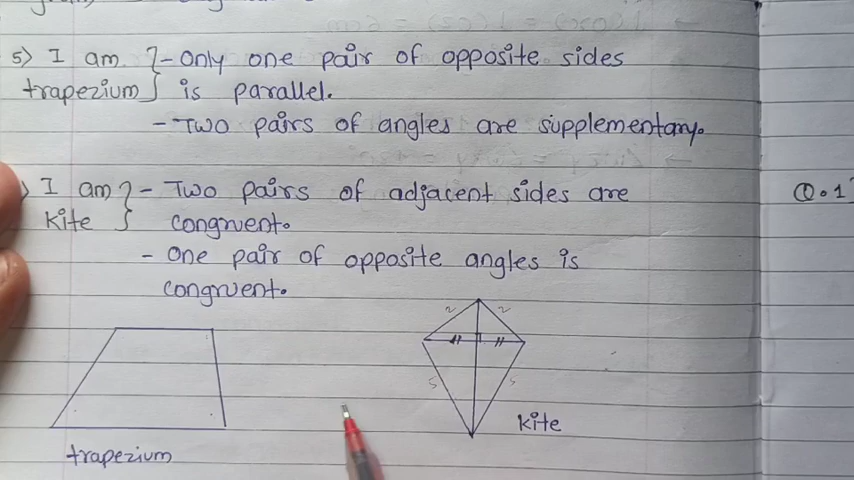 5) I am }- Only one pair of opposite sides
trapezium } is parallel.
- Two pairs of angles are supplementary.
) I am }- Two pairs of adjacent sides are
kite } congruent.
Q.1
- One pair of opposite angles is
congruent.
2 2
5 5
kite
trapezium